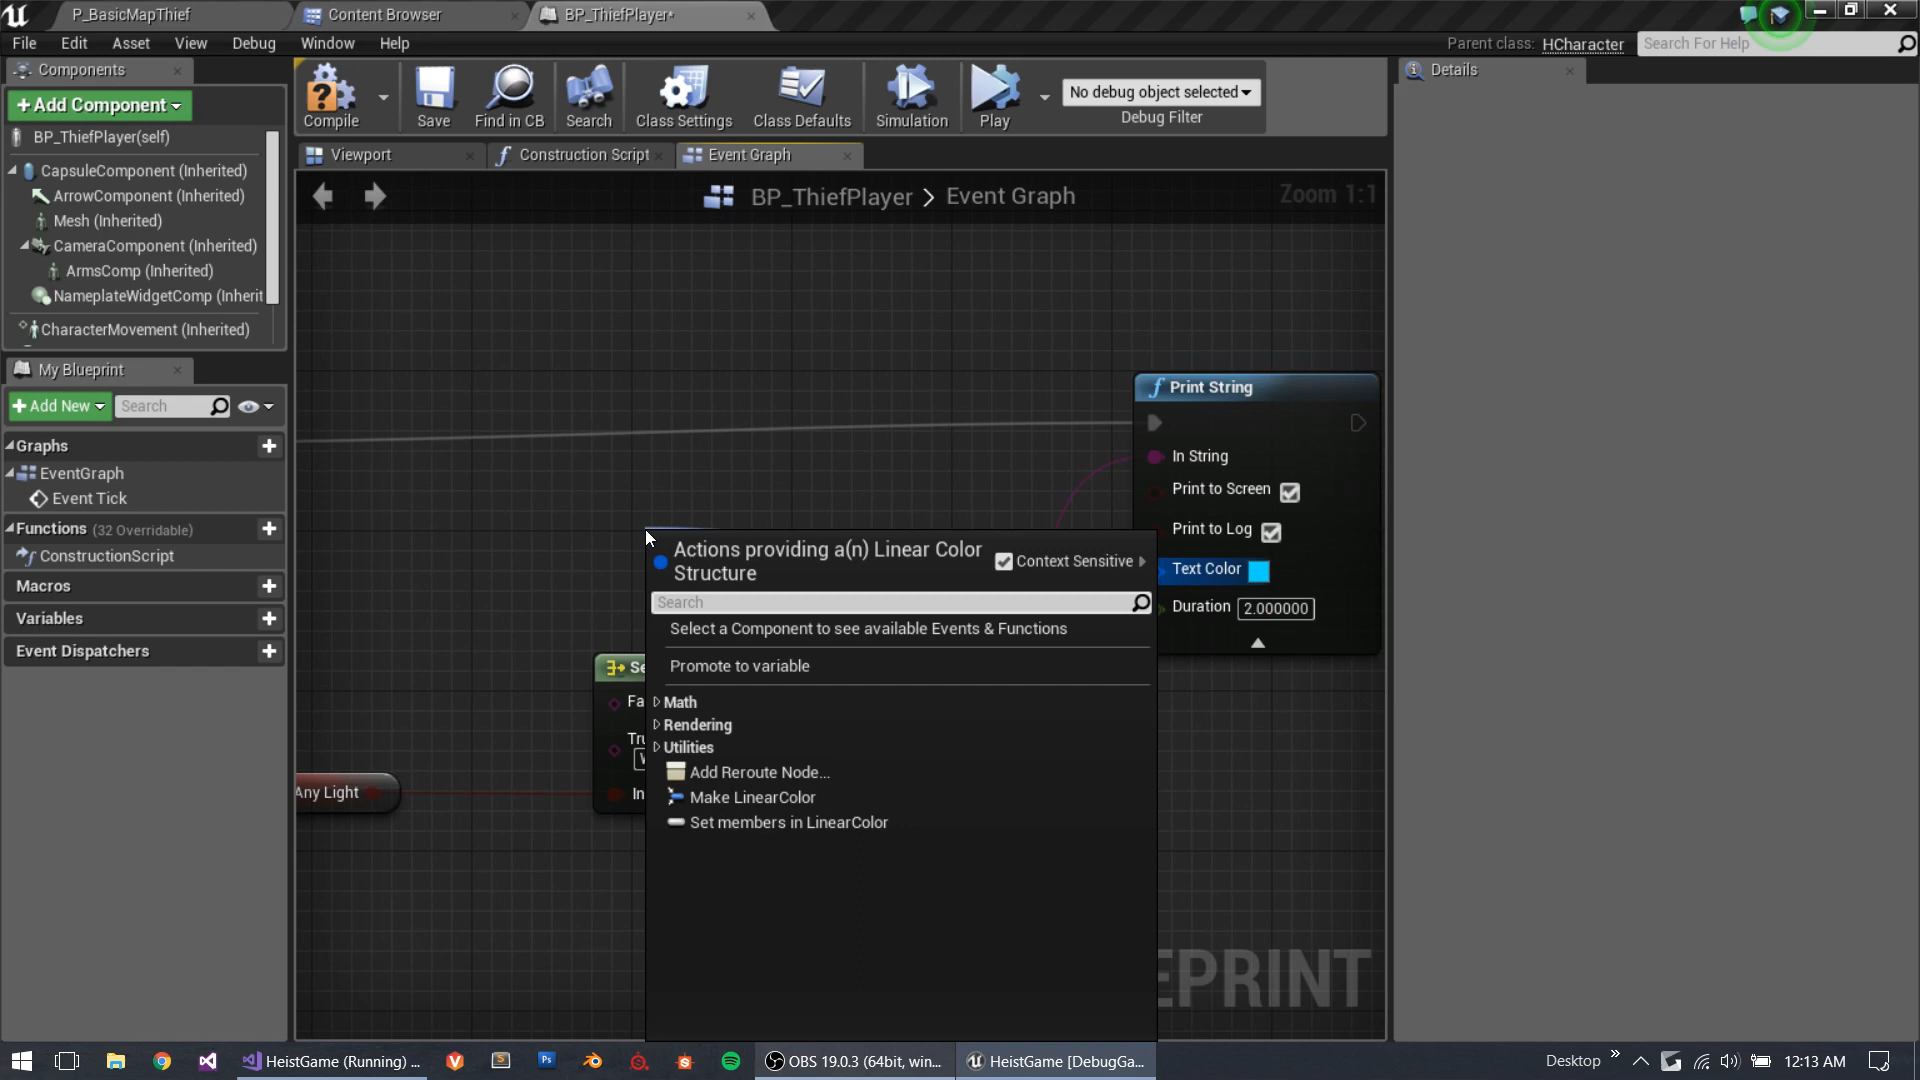 P_BasicMapThief
Content Browser
BP_ThiefPlayer*
File Edit Asset View Debug Window Help
Parent class: HCharacter
Search For Help
Components
+Add Component
BP_ThiefPlayer(self)
CapsuleComponent (Inherited)
ArrowComponent (Inherited)
Mesh (Inherited)
CameraComponent (Inherited)
ArmsComp (Inherited)
NameplateWidgetComp (Inherit
CharacterMovement (Inherited)
My Blueprint
+Add New
Search
Graphs
EventGraph
Event Tick
Functions (32 Overridable)
ConstructionScript
Macros
Variables
Event Dispatchers
Compile
Save
Find in CB
Search
Class Settings
Class Defaults
Simulation
Play
No debug object selected
Debug Filter
Viewport
Construction Script
Event Graph
BP_ThiefPlayer > Event Graph
Zoom 1:1
Print String
In String
Print to Screen
Print to Log
Text Color
Duration 2.000000
Actions providing a(n) Linear Color
Structure
Context Sensitive
Search
Select a Component to see available Events & Functions
Promote to variable
Math
Rendering
Utilities
Add Reroute Node...
Make LinearColor
Set members in LinearColor
Any Light
Details
HeistGame (Running) ...
OBS 19.0.3 (64bit, win...
HeistGame [DebugGa...
Desktop
12:13 AM